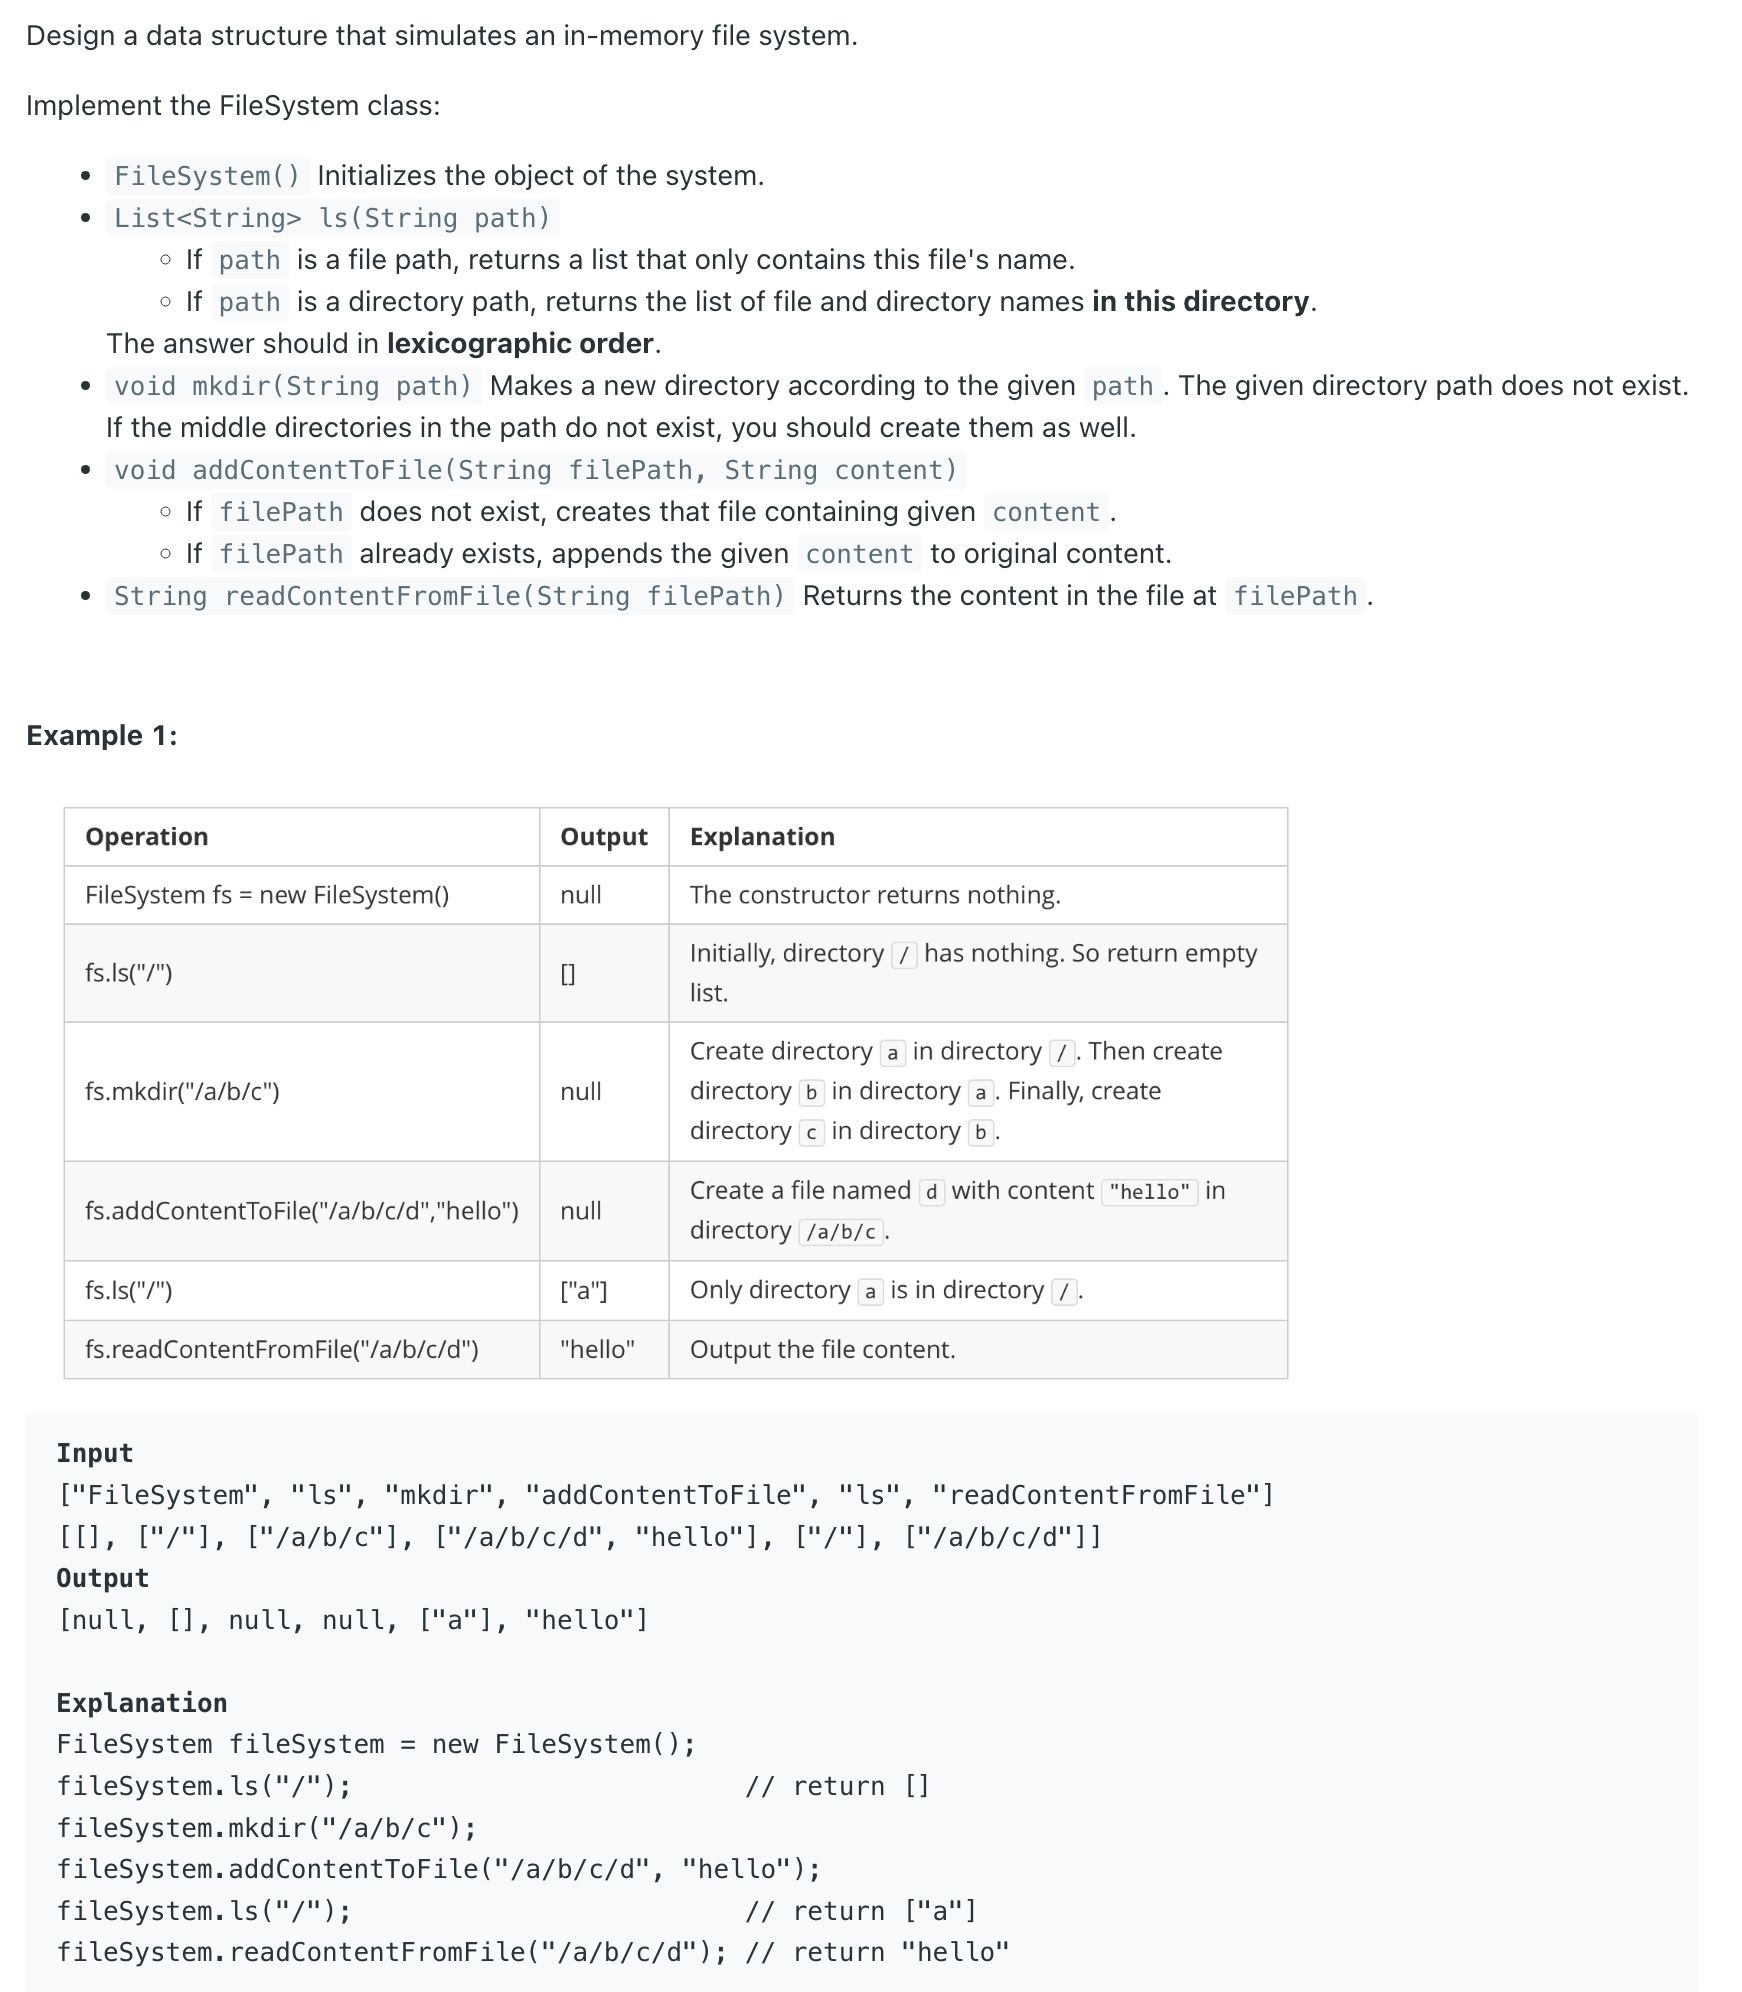 Design a data structure that simulates an in-memory file system.
Implement the FileSystem class:
• FileSystem() Initializes the object of the system.
• List<String> ls(String path)
◦ If path is a file path, returns a list that only contains this file's name.
◦ If path is a directory path, returns the list of file and directory names in this directory.
The answer should in lexicographic order.
• void mkdir(String path) Makes a new directory according to the given path. The given directory path does not exist.
If the middle directories in the path do not exist, you should create them as well.
• void addContentToFile(String filePath, String content)
◦ If filePath does not exist, creates that file containing given content.
◦ If filePath already exists, appends the given content to original content.
• String readContentFromFile(String filePath) Returns the content in the file at filePath.
Example 1:
Operation Output Explanation
FileSystem fs = new FileSystem() null The constructor returns nothing.
fs.ls("/") [] Initially, directory / has nothing. So return empty
list.
fs.mkdir("/a/b/c") null Create directory a in directory /. Then create
directory b in directory a. Finally, create
directory c in directory b.
fs.addContentToFile("/a/b/c/d","hello") null Create a file named d with content "hello" in
directory /a/b/c.
fs.ls("/") ["a"] Only directory a is in directory /.
fs.readContentFromFile("/a/b/c/d") "hello" Output the file content.
Input
["FileSystem", "ls", "mkdir", "addContentToFile", "ls", "readContentFromFile"]
[[], ["/"], ["/a/b/c"], ["/a/b/c/d", "hello"], ["/"], ["/a/b/c/d"]]
Output
[null, [], null, null, ["a"], "hello"]
Explanation
FileSystem fileSystem = new FileSystem();
fileSystem.ls("/");                         // return []
fileSystem.mkdir("/a/b/c");
fileSystem.addContentToFile("/a/b/c/d", "hello");
fileSystem.ls("/");                         // return ["a"]
fileSystem.readContentFromFile("/a/b/c/d"); // return "hello"